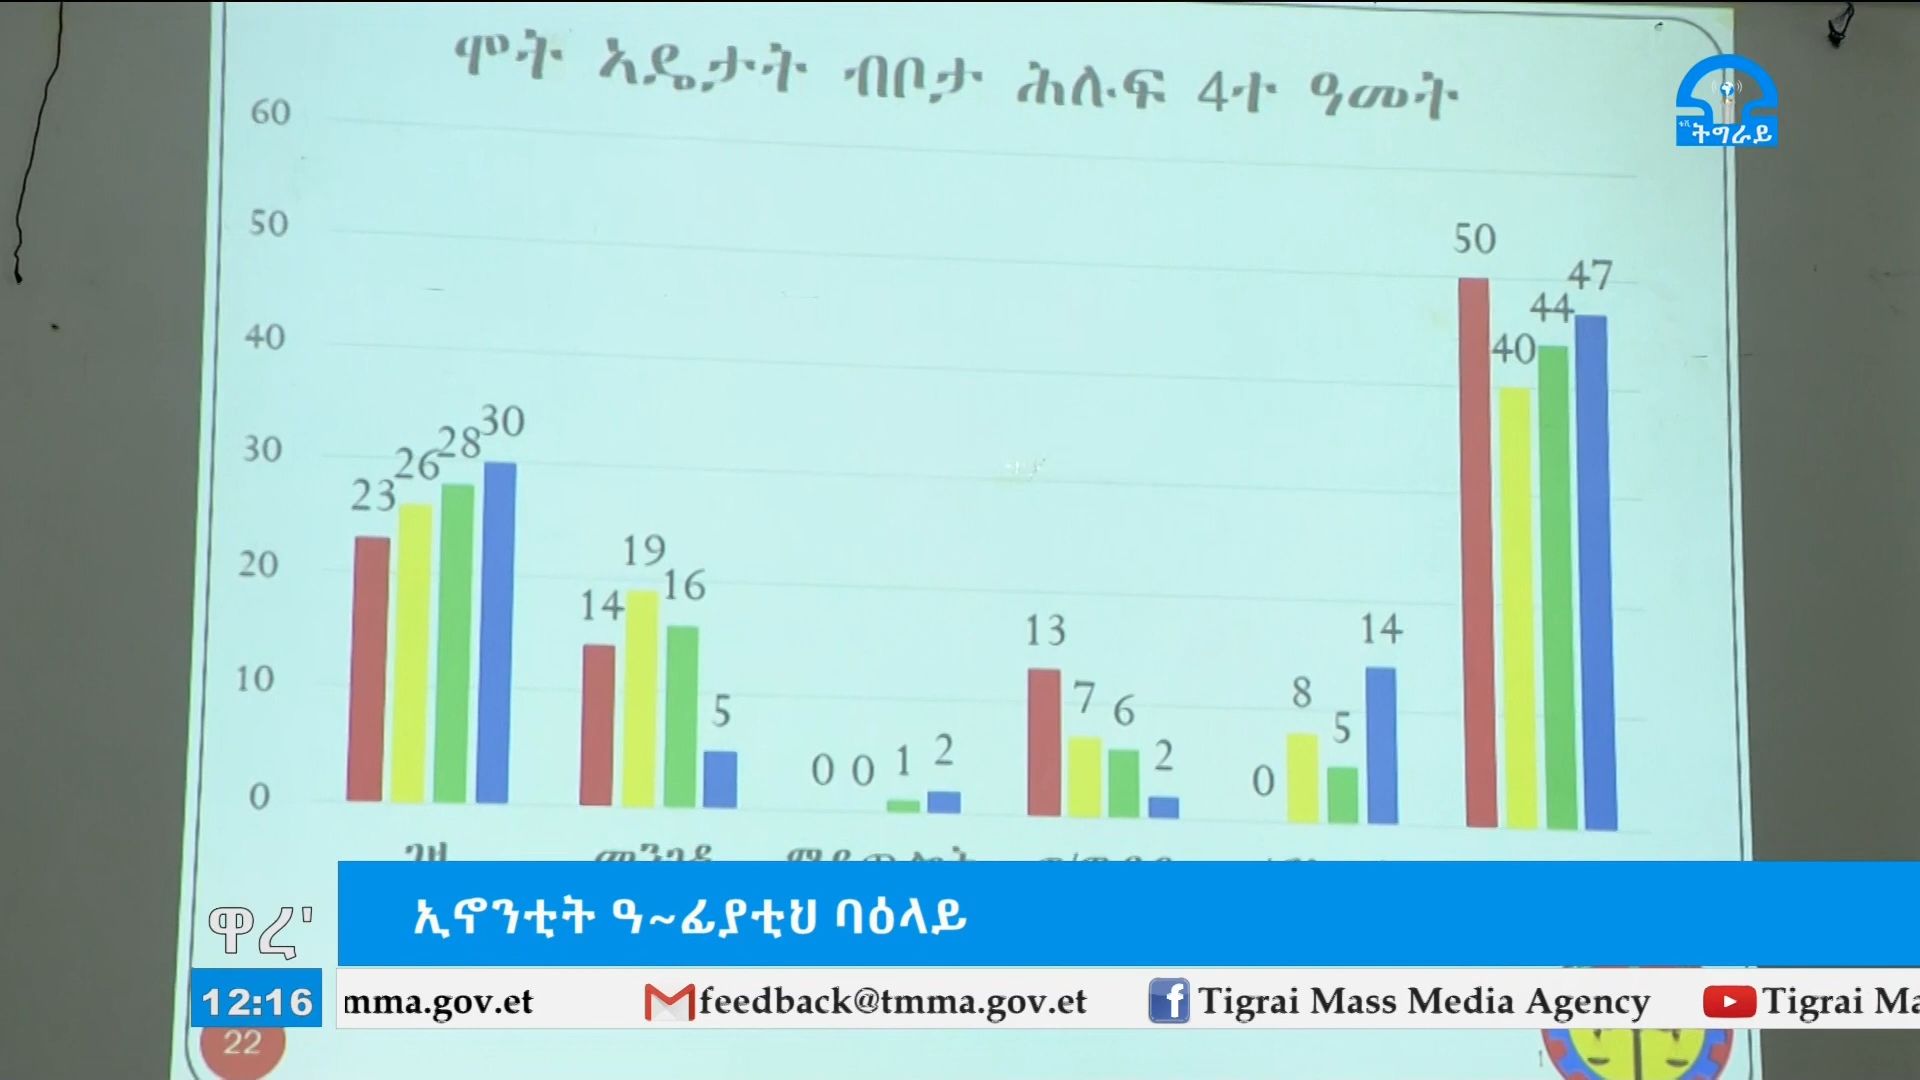 ሞት ኣዴታት ብቦታ ሕሉፍ 4ተ ዓመት
ትግራይ
60
50
40
30
20
10
0
23 26 28 30
14 19 16 5
0 0 1 2
13 7 6 2
0 8 5 14
50 40 44 47
ዋረ'
ኢኖንቲት ዓ~ፊያቲህ ባዕላይ
12:16
mma.gov.et feedback@tmma.gov.et Tigrai Mass Media Agency Tigrai Ma
22